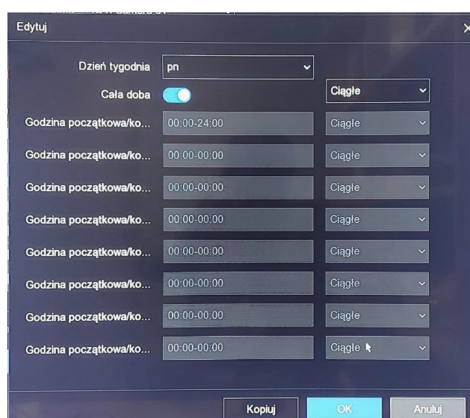 Edytuj
Dzień tygodnia pn
Cała doba Ciągłe
Godzina początkowa/ko... 00:00-24:00 Ciągłe
Godzina początkowa/ko... 00:00-00:00 Ciągłe
Godzina początkowa/ko... 00:00-00:00 Ciągłe
Godzina początkowa/ko... 00:00-00:00 Ciągłe
Godzina początkowa/ko... 00:00-00:00 Ciągłe
Godzina początkowa/ko... 00:00-00:00 Ciągłe
Godzina początkowa/ko... 00:00-00:00 Ciągłe
Godzina początkowa/ko... 00:00-00:00 Ciągłe
Kopiuj OK Anuluj